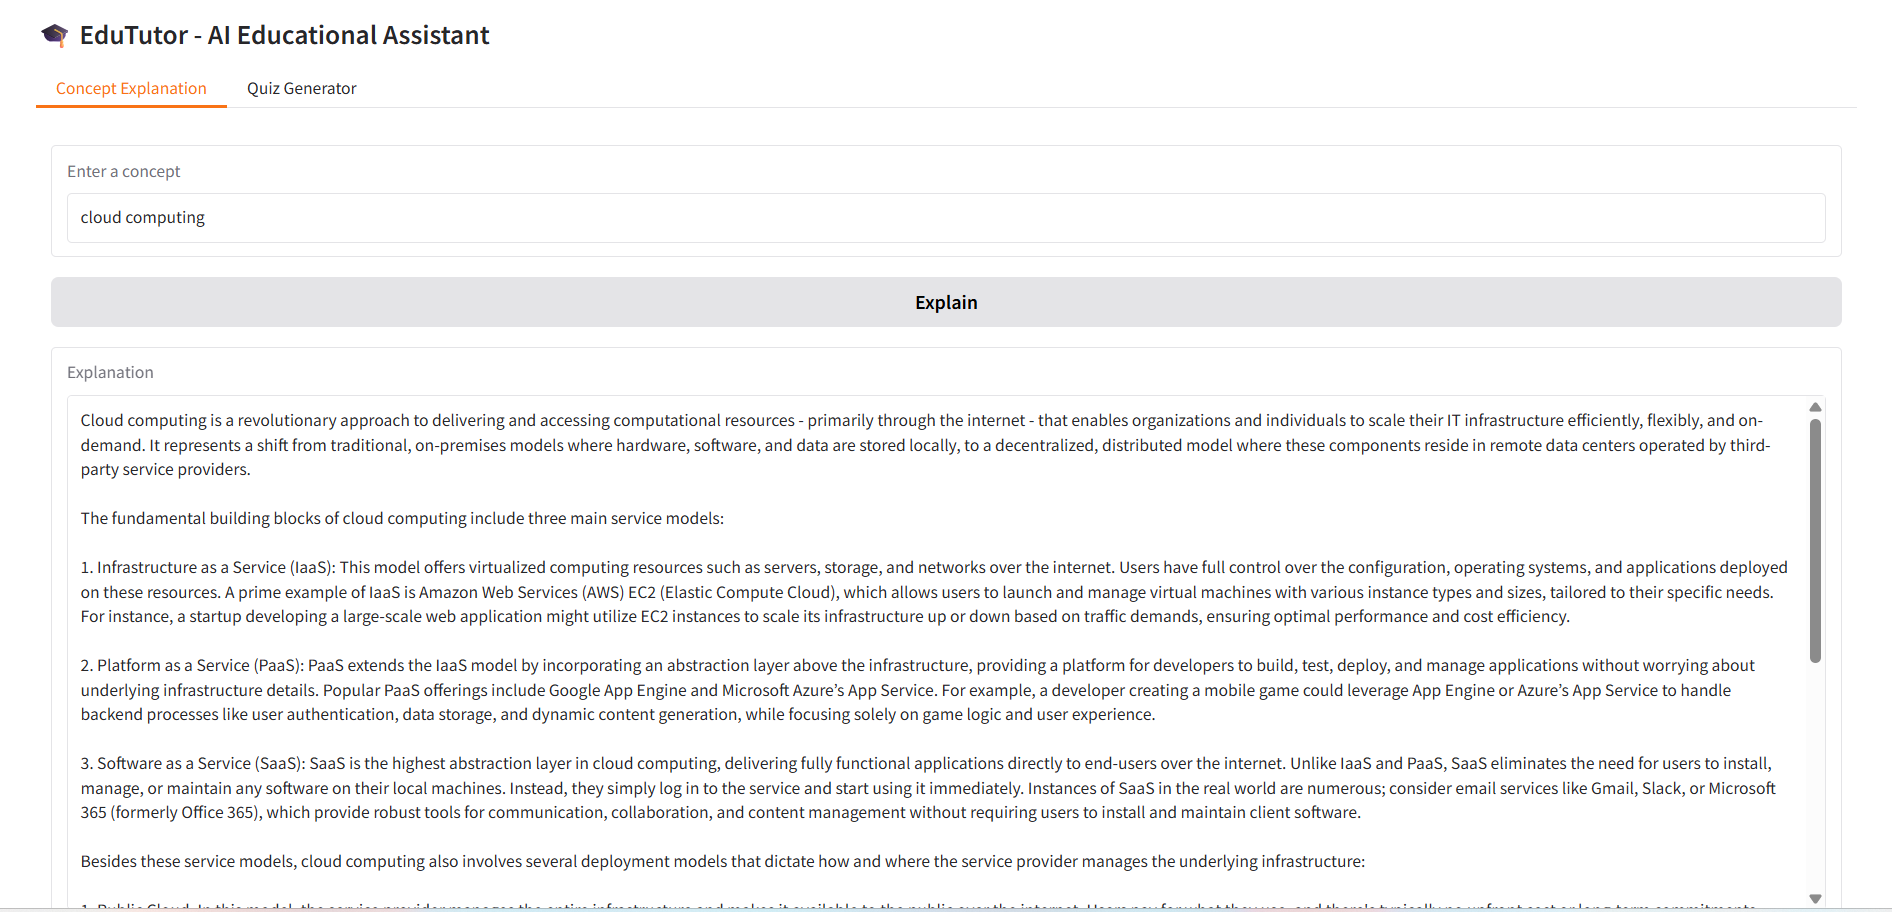 EduTutor - AI Educational Assistant
Concept Explanation
Quiz Generator
Enter a concept
cloud computing
Explain
Explanation
Cloud computing is a revolutionary approach to delivering and accessing computational resources - primarily through the internet - that enables organizations and individuals to scale their IT infrastructure efficiently, flexibly, and on-
demand. It represents a shift from traditional, on-premises models where hardware, software, and data are stored locally, to a decentralized, distributed model where these components reside in remote data centers operated by third-
party service providers.
The fundamental building blocks of cloud computing include three main service models:
1. Infrastructure as a Service (IaaS): This model offers virtualized computing resources such as servers, storage, and networks over the internet. Users have full control over the configuration, operating systems, and applications deployed
on these resources. A prime example of IaaS is Amazon Web Services (AWS) EC2 (Elastic Compute Cloud), which allows users to launch and manage virtual machines with various instance types and sizes, tailored to their specific needs.
For instance, a startup developing a large-scale web application might utilize EC2 instances to scale its infrastructure up or down based on traffic demands, ensuring optimal performance and cost efficiency.
2. Platform as a Service (PaaS): PaaS extends the IaaS model by incorporating an abstraction layer above the infrastructure, providing a platform for developers to build, test, deploy, and manage applications without worrying about
underlying infrastructure details. Popular PaaS offerings include Google App Engine and Microsoft Azure’s App Service. For example, a developer creating a mobile game could leverage App Engine or Azure’s App Service to handle
backend processes like user authentication, data storage, and dynamic content generation, while focusing solely on game logic and user experience.
3. Software as a Service (SaaS): SaaS is the highest abstraction layer in cloud computing, delivering fully functional applications directly to end-users over the internet. Unlike IaaS and PaaS, SaaS eliminates the need for users to install,
manage, or maintain any software on their local machines. Instead, they simply log in to the service and start using it immediately. Instances of SaaS in the real world are numerous; consider email services like Gmail, Slack, or Microsoft
365 (formerly Office 365), which provide robust tools for communication, collaboration, and content management without requiring users to install and maintain client software.
Besides these service models, cloud computing also involves several deployment models that dictate how and where the service provider manages the underlying infrastructure: